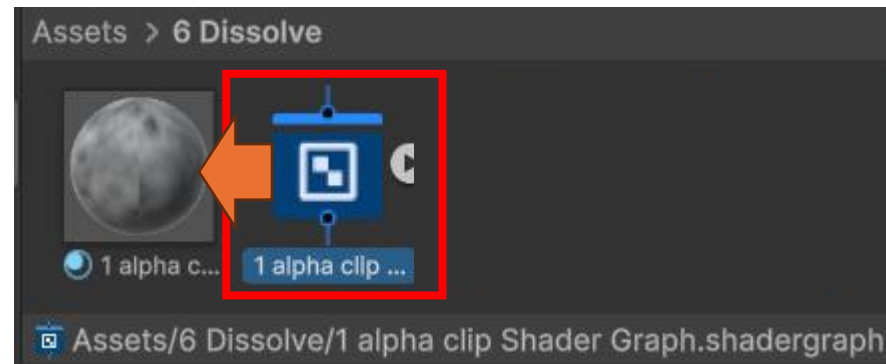 Assets > 6 Dissolve
1 alpha c...
1 alpha clip ...
Assets/6 Dissolve/1 alpha clip Shader Graph.shadergraph